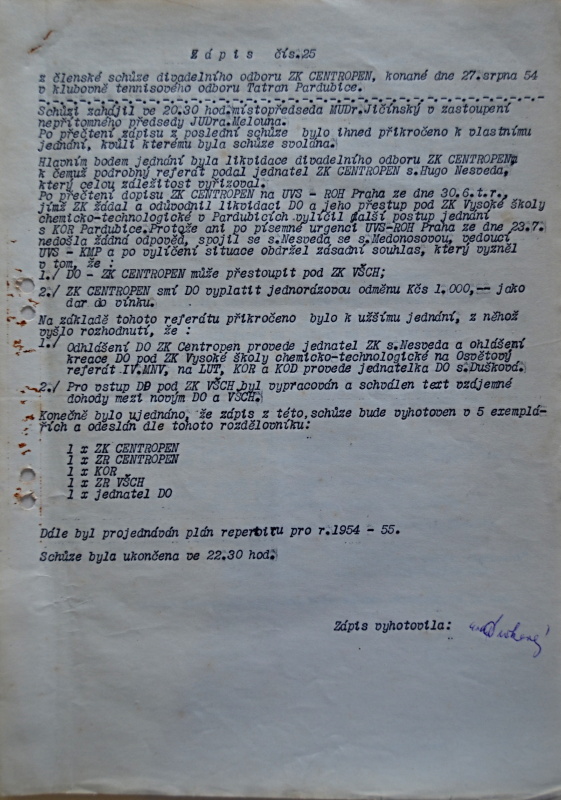 Zápis čís.25
z členské schůze divadelního odboru ZK CENTROPEN, konané dne 27.srpna 54
v klubovně tennisového odboru Tatran Pardubice.
Schůzi zahájil ve 20.30 hod.místopředseda MUDr.Jičínský v zastoupení
nepřítomného předsedy JUDra.Melouna.
Po přečtení zápisu z poslední schůze bylo ihned přikročeno k vlastnímu
jednání, kvůli kterému byla schůze svolána.
Hlavním bodem jednání byla likvidace divadelního odboru ZK CENTROPEN,
k čemuž podrobný referát podal jednatel ZK CENTROPEN s.Hugo Nesveda,
který celou záležitost vyřizoval.
Po přečtení dopisu ZK CENTROPEN na UVS - ROH Praha ze dne 30.6.t.r.,
jímž ZK žádal a odůvodnil likvidaci DO a jeho přestup pod ZK Vysoké školy
chemicko-technologické v Pardubicích vylíčil další postup jednání
s KOR Pardubice.Protože ani po písemné urgenci UVS-ROH Praha ze dne 23.7.
nedošla žádná odpověd, spojil se s.Nesveda se s.Medonosovou, vedoucí
UVS - KMP a po vylíčení situace obdržel zásadní souhlas, který vyzněl
v tom, že :
1./ DO - ZK CENTROPEN může přestoupit pod ZK VŠCH;
2./ ZK CENTROPEN smí DO vyplatit jednorázovou odměnu Kčs 1.000,-- jako
dar do vínku.
Na základě tohoto referátu přikročeno bylo k užšímu jednání, z něhož
vyšlo rozhodnutí, že :
1./ Odhlášení DO ZK Centropen provede jednatel ZK s.Nesveda a ohlášení
kreace DO pod ZK Vysoké školy chemicko-technologické na Osvětový
referát IV.MNV, na LUT, KOR a KOD provede jednatelka DO s.Dušková.
2./ Pro vstup DO pod ZK VŠCH byl vypracován a schválen text vzájemné
dohody mezi novým DO a VŠCH.
Konečně bylo ujednáno, že zápis z této schůze bude vyhotoven v 5 exemplá-
řích a odeslán dle tohoto rozdělovníku:
1 x ZK CENTROPEN
1 x ZR CENTROPEN
1 x KOR
1 x ZR VŠCH
1 x jednatel DO
Dále byl projednáván plán repertitu pro r.1954 - 55.
Schůze byla ukončena ve 22.30 hod.
Zápis vyhotovila: